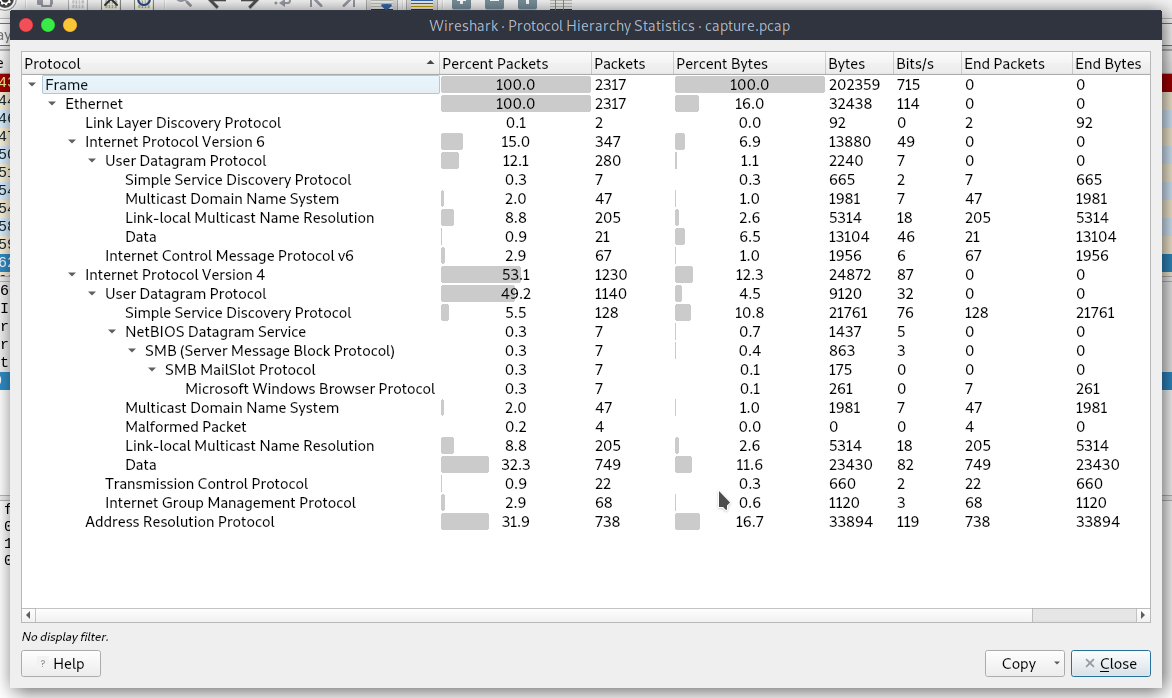 Wireshark · Protocol Hierarchy Statistics · capture.pcap
Protocol Percent Packets Packets Percent Bytes Bytes Bits/s End Packets End Bytes
Frame 100.0 2317 100.0 202359 715 0 0
Ethernet 100.0 2317 16.0 32438 114 0 0
Link Layer Discovery Protocol 0.1 2 0.0 92 0 2 92
Internet Protocol Version 6 15.0 347 6.9 13880 49 0 0
User Datagram Protocol 12.1 280 1.1 2240 7 0 0
Simple Service Discovery Protocol 0.3 7 0.3 665 2 7 665
Multicast Domain Name System 2.0 47 1.0 1981 7 47 1981
Link-local Multicast Name Resolution 8.8 205 2.6 5314 18 205 5314
Data 0.9 21 6.5 13104 46 21 13104
Internet Control Message Protocol v6 2.9 67 1.0 1956 6 67 1956
Internet Protocol Version 4 53.1 1230 12.3 24872 87 0 0
User Datagram Protocol 49.2 1140 4.5 9120 32 0 0
Simple Service Discovery Protocol 5.5 128 10.8 21761 76 128 21761
NetBIOS Datagram Service 0.3 7 0.7 1437 5 0 0
SMB (Server Message Block Protocol) 0.3 7 0.4 863 3 0 0
SMB MailSlot Protocol 0.3 7 0.1 175 0 0 0
Microsoft Windows Browser Protocol 0.3 7 0.1 261 0 7 261
Multicast Domain Name System 2.0 47 1.0 1981 7 47 1981
Malformed Packet 0.2 4 0.0 0 0 4 0
Link-local Multicast Name Resolution 8.8 205 2.6 5314 18 205 5314
Data 32.3 749 11.6 23430 82 749 23430
Transmission Control Protocol 0.9 22 0.3 660 2 22 660
Internet Group Management Protocol 2.9 68 0.6 1120 3 68 1120
Address Resolution Protocol 31.9 738 16.7 33894 119 738 33894
No display filter.
? Help
Copy
Close